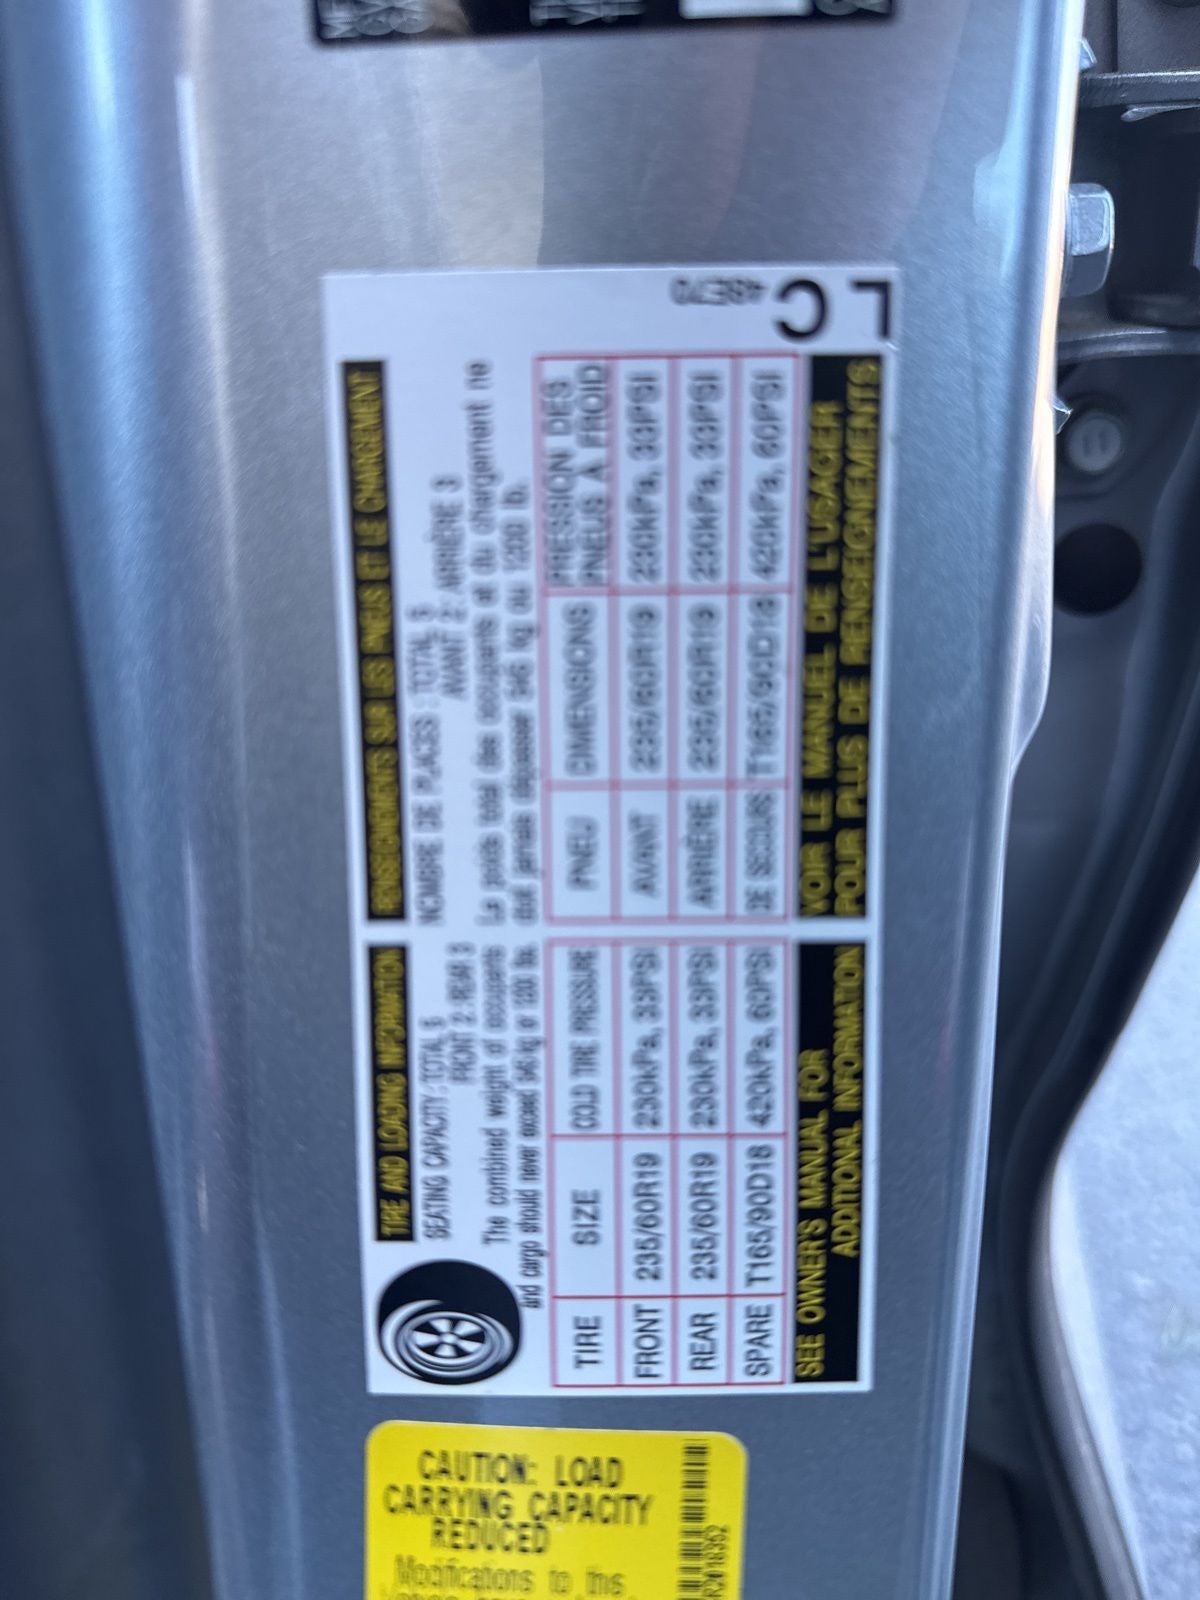 TIRE AND LOADING INFORMATION
SEATING CAPACITY : TOTAL 5
FRONT 2 : REAR 3
The combined weight of occupants
and cargo should never exceed 545 kg or 1200 lbs.
TIRE SIZE COLD TIRE PRESSURE
FRONT 235/60R19 230kPa, 33PSI
REAR 235/60R19 230kPa, 33PSI
SPARE T165/90D18 420kPa, 60PSI
SEE OWNER'S MANUAL FOR
ADDITIONAL INFORMATION
RENSEIGNEMENTS SUR LES PNEUS ET LE CHARGEMENT
NOMBRE DE PLACES : TOTAL 5
AVANT 2 : ARRIÈRE 3
Le poids total des occupants et du chargement ne
doit jamais dépasser 545 kg ou 1200 lb.
PNEU DIMENSIONS PRESSION DES
PNEUS À FROID
AVANT 235/60R19 230kPa, 33PSI
ARRIÈRE 235/60R19 230kPa, 33PSI
DE SECOURS T165/90D18 420kPa, 60PSI
VOIR LE MANUEL DE L'USAGER
POUR PLUS DE RENSEIGNEMENTS
48E70
LC
CAUTION: LOAD
CARRYING CAPACITY
REDUCED
Modifications to this